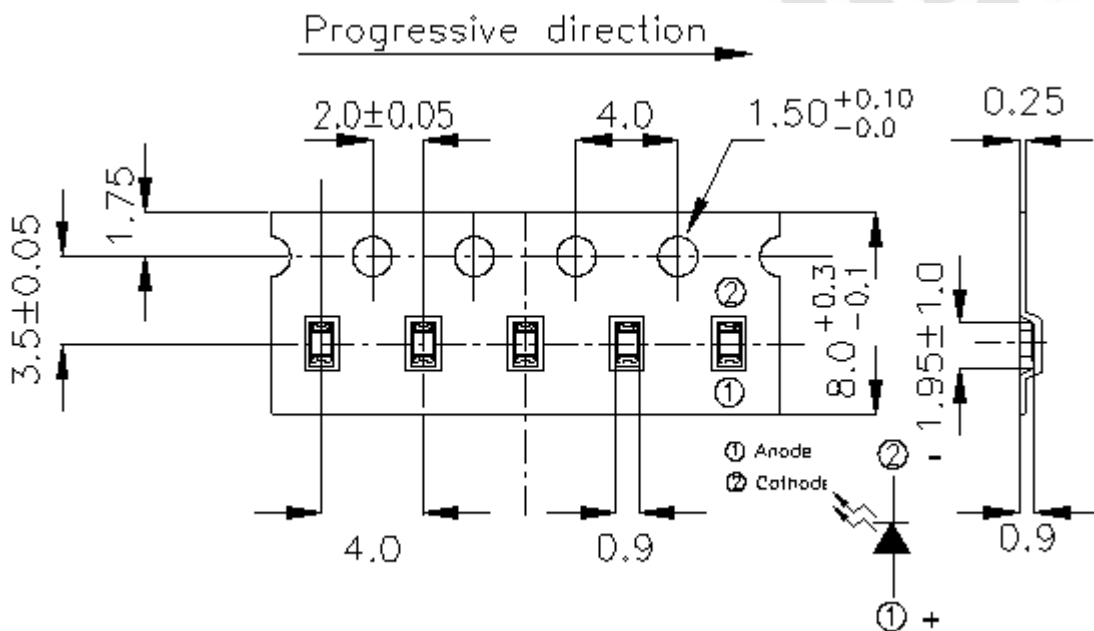 Progressive direction
2.0±0.05
4.0
1.50 +0.10 -0.0
0.25
1.75
3.5±0.05
②
①
8.0 +0.3 -0.1
1.95±1.0
① Anode
② Cathode
② -
4.0
0.9
0.9
① +